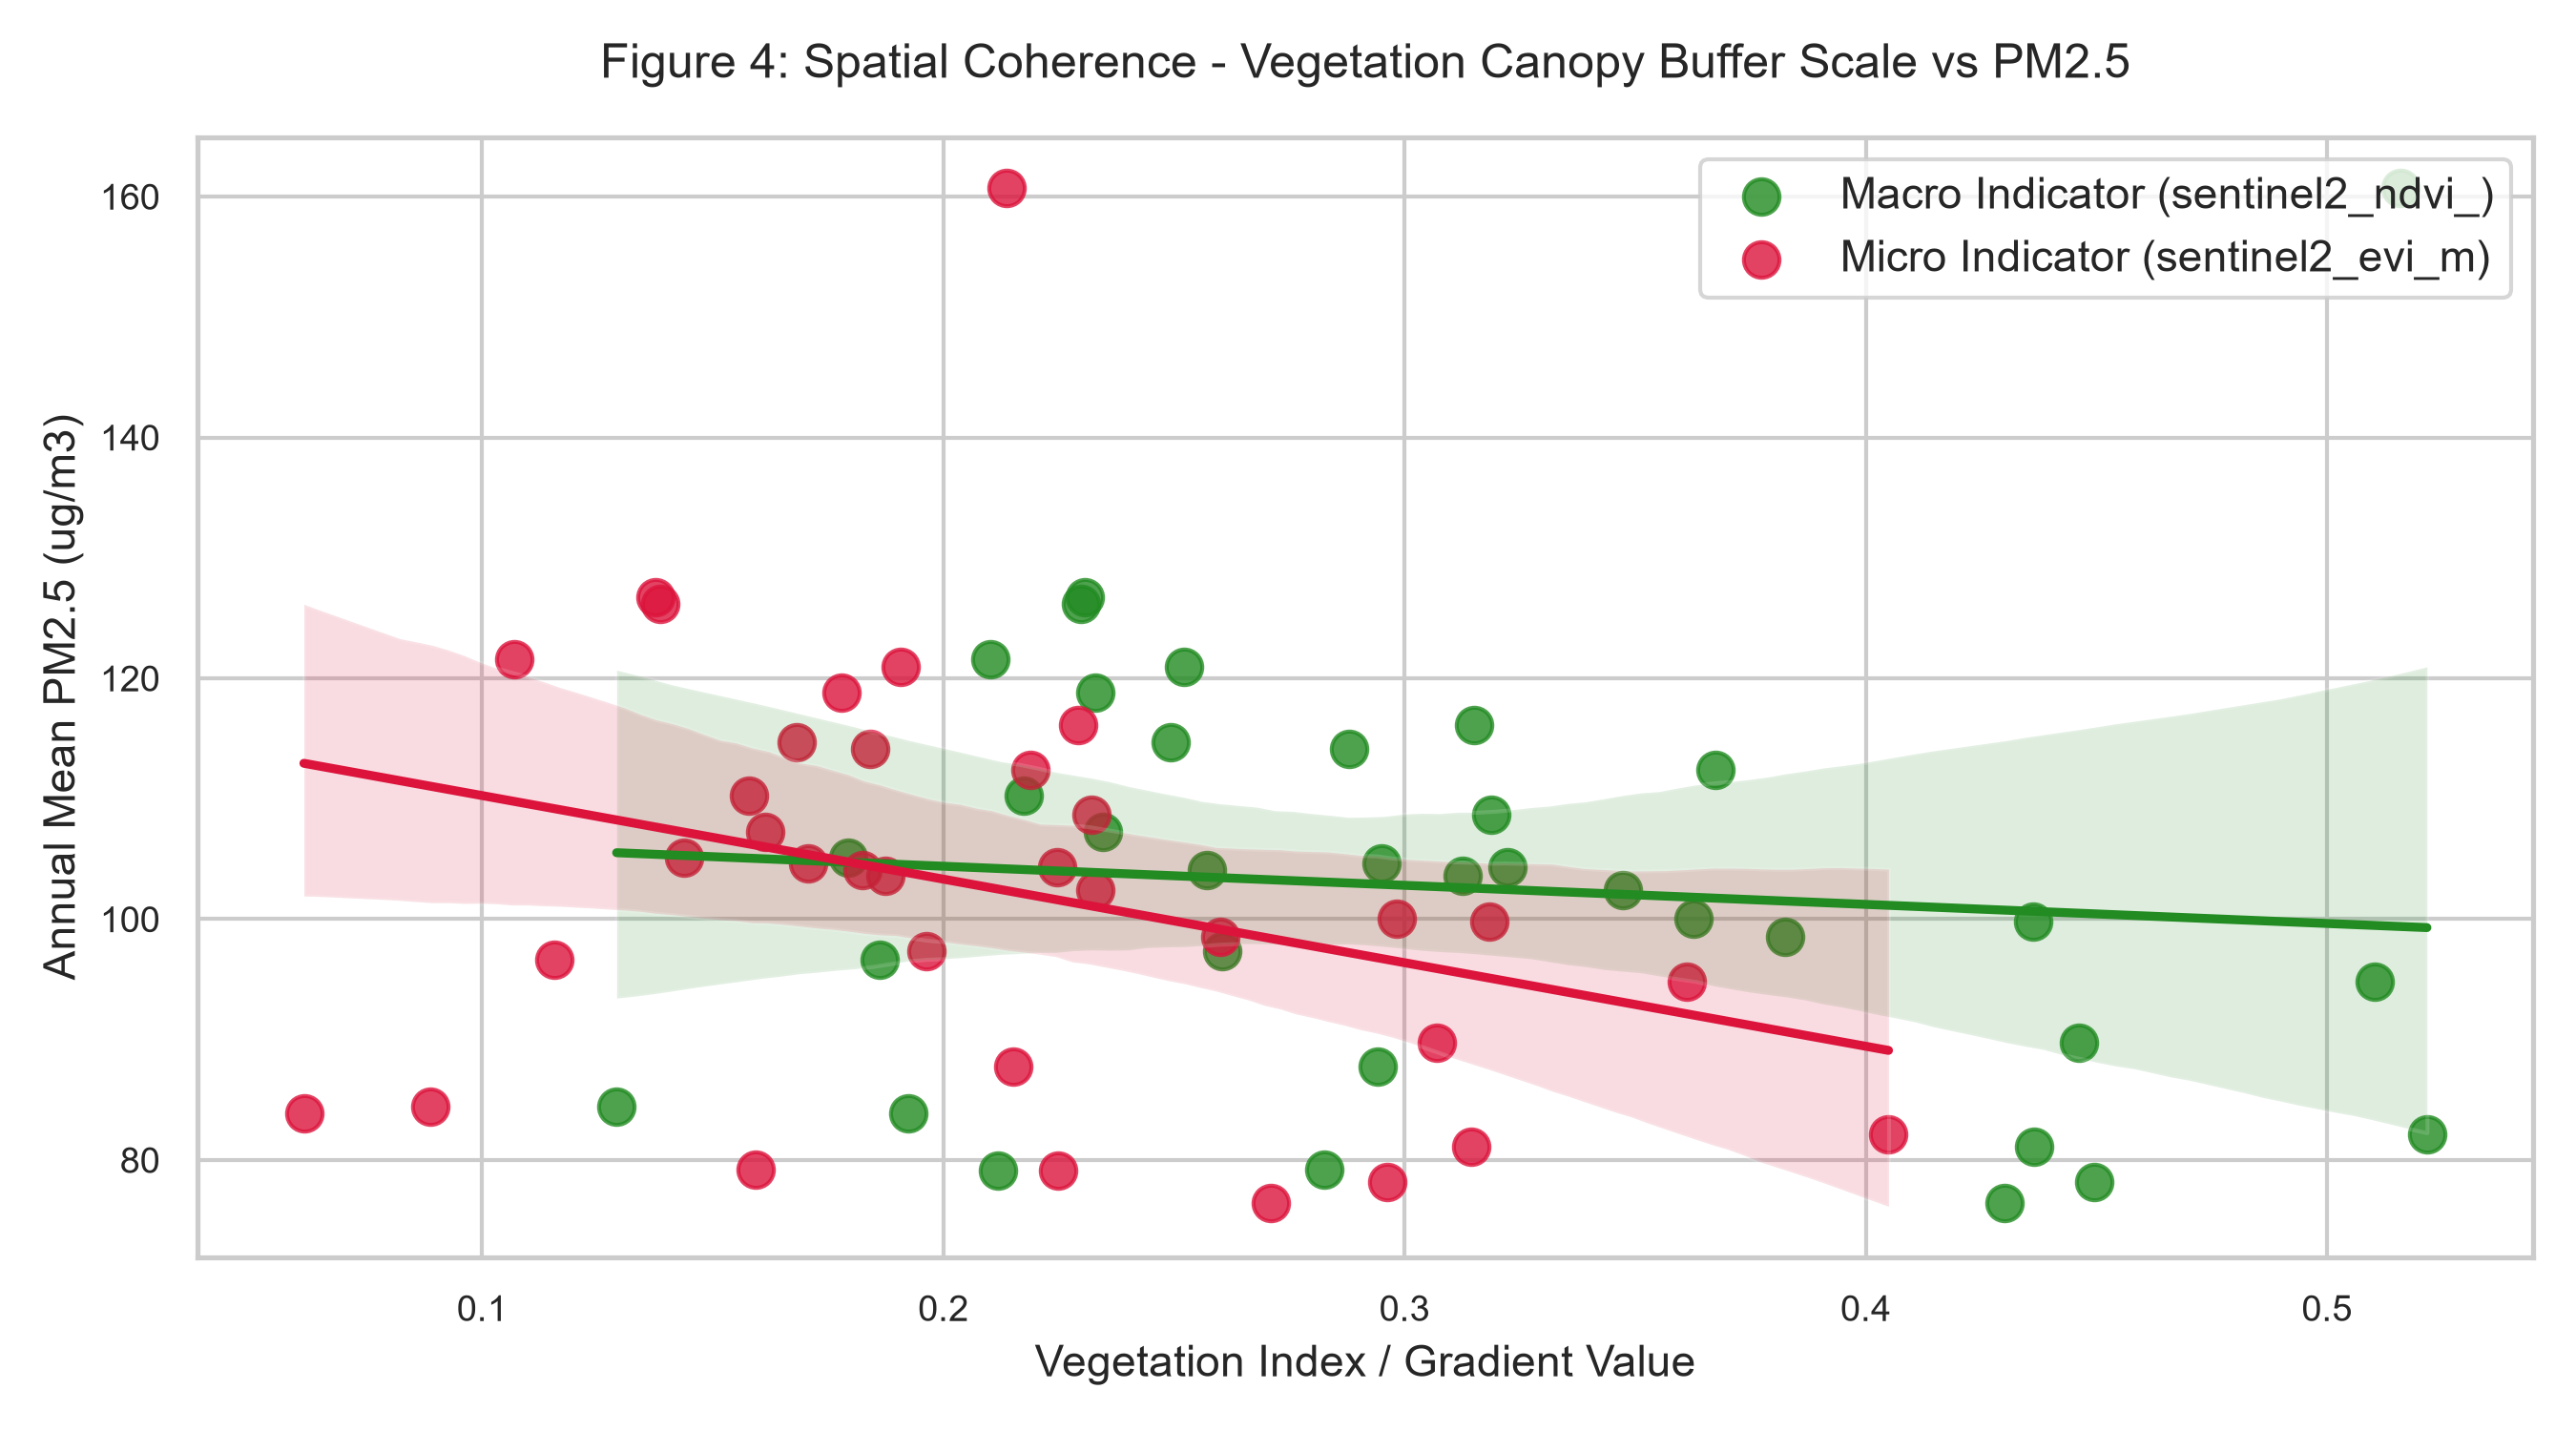 Figure 4: Spatial Coherence - Vegetation Canopy Buffer Scale vs PM2.5
Macro Indicator (sentinel2_ndvi_)
Micro Indicator (sentinel2_evi_m)
Annual Mean PM2.5 (ug/m3)
160
140
120
100
80
0.1 0.2 0.3 0.4 0.5
Vegetation Index / Gradient Value